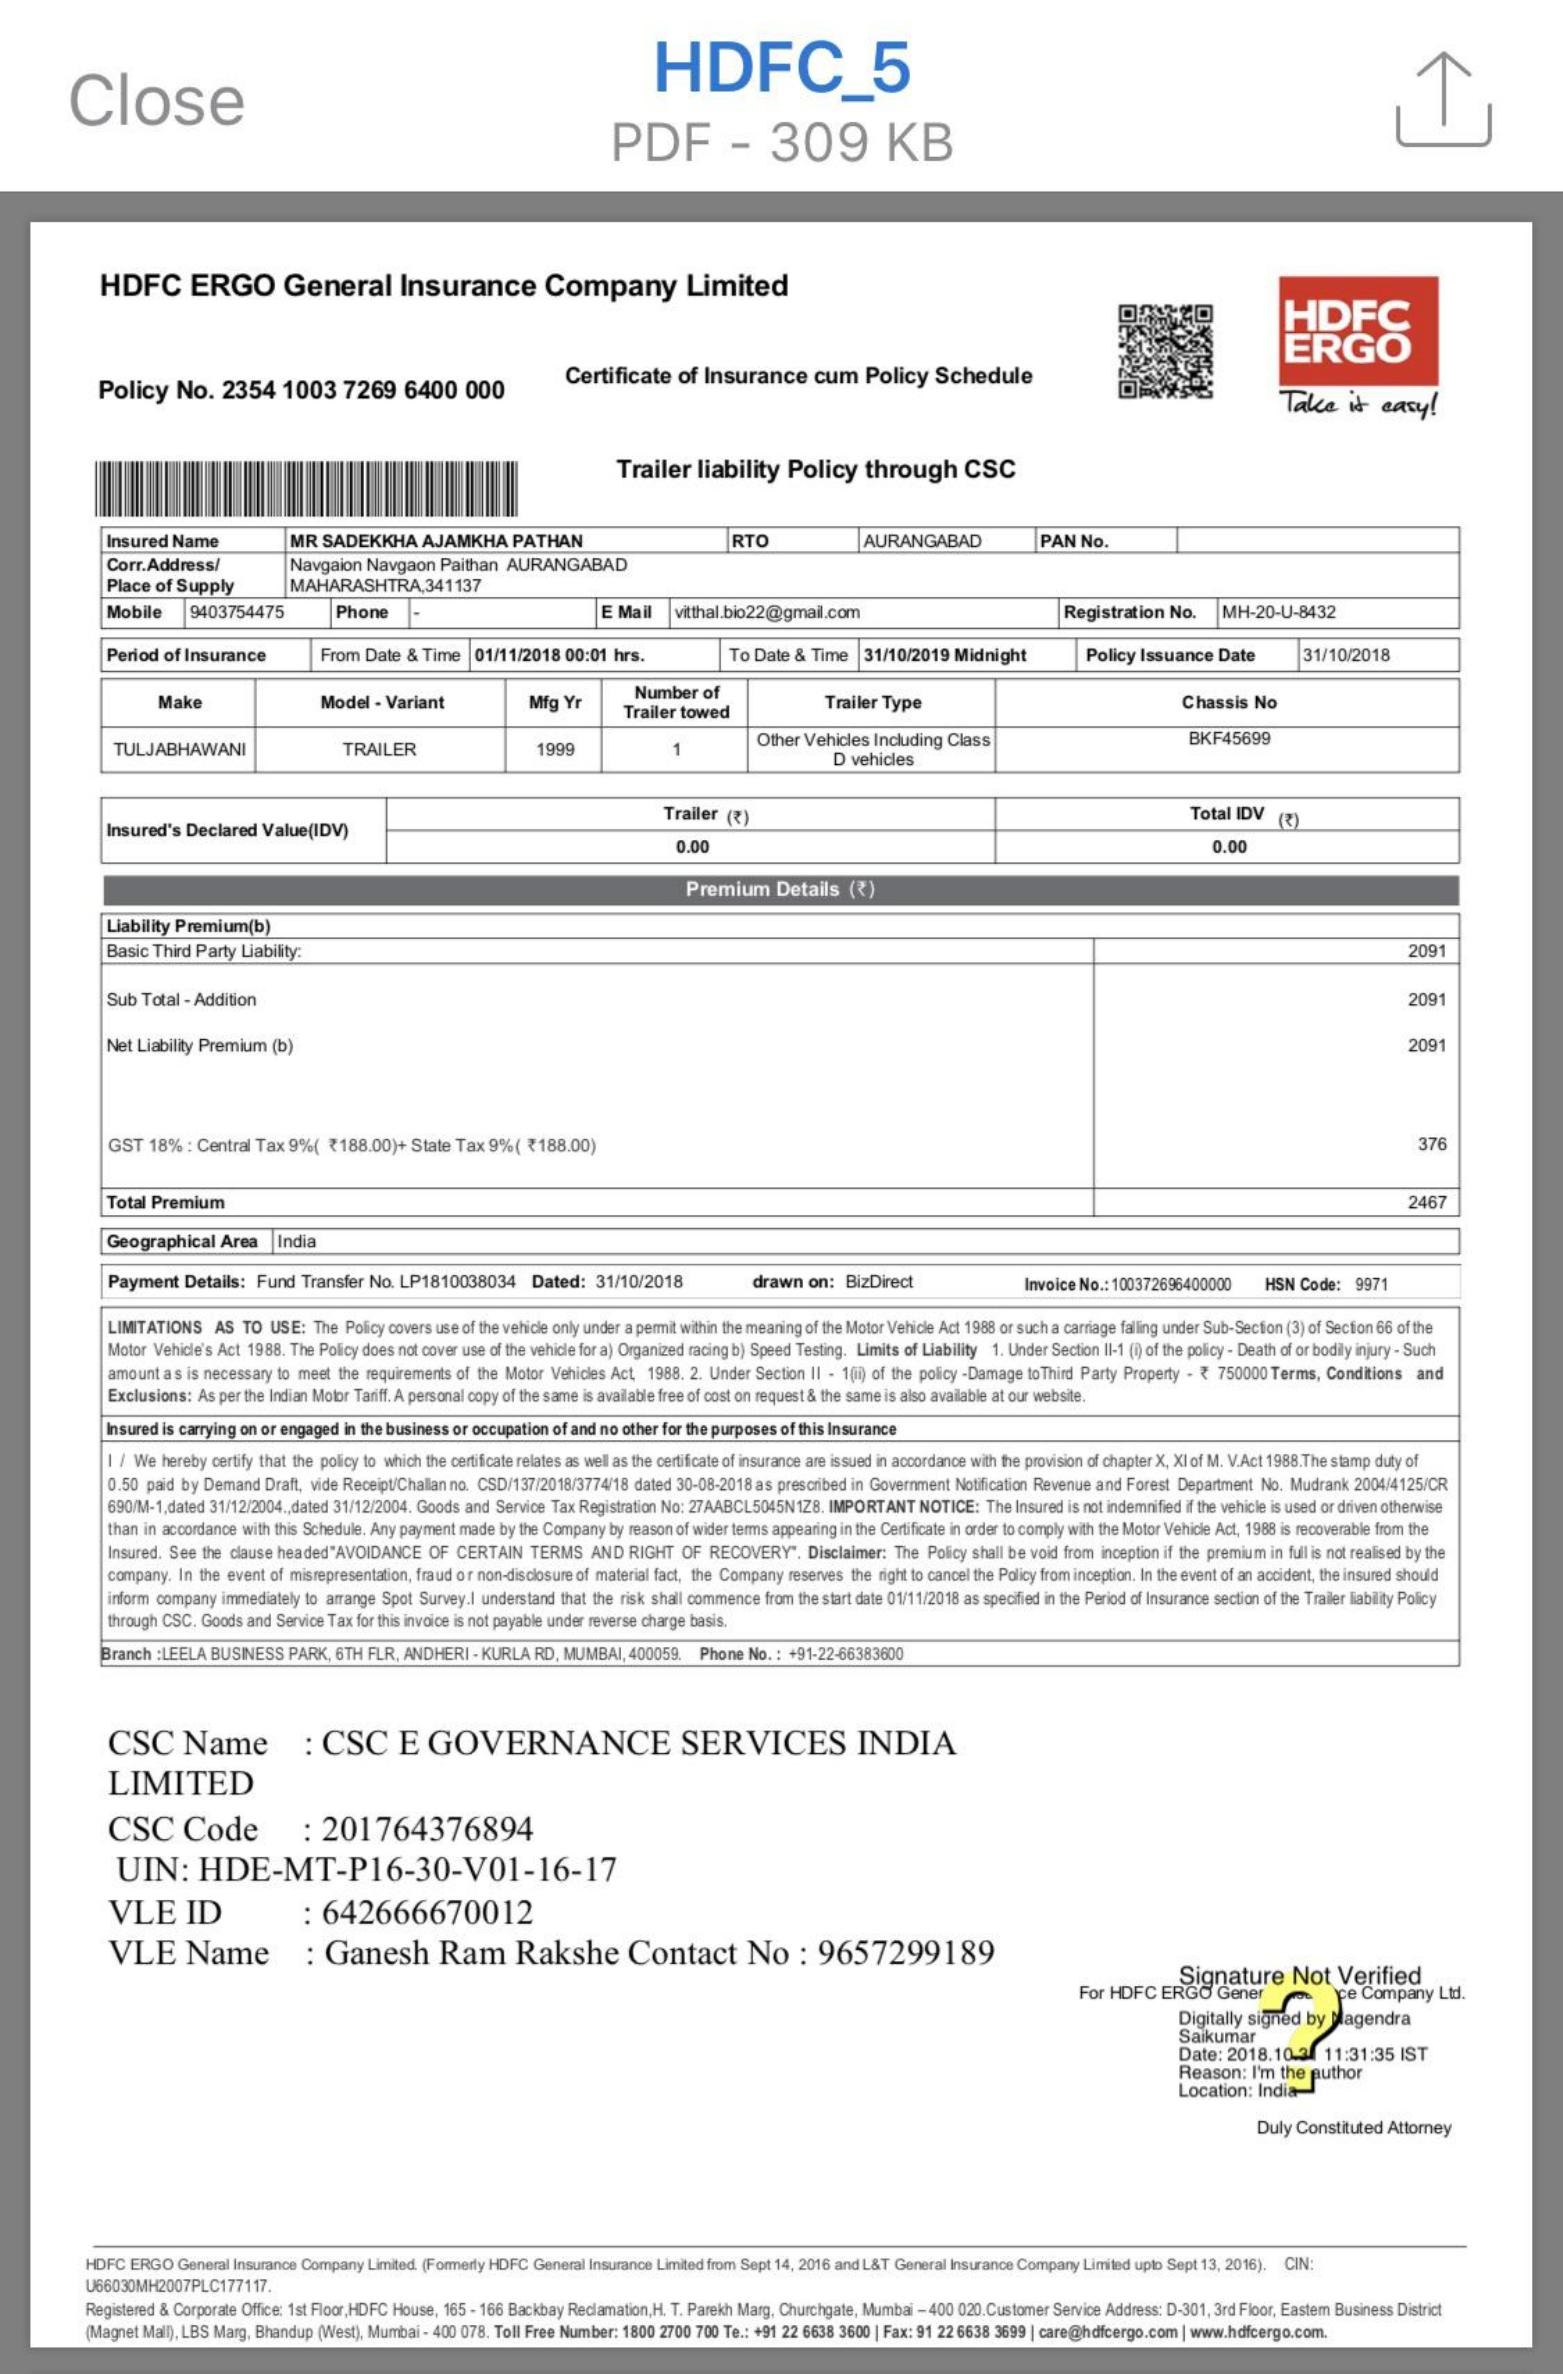 Close
HDFC_5
PDF - 309 KB
HDFC ERGO General Insurance Company Limited
HDFC
ERGO
Take it easy!
Policy No. 2354 1003 7269 6400 000
Certificate of Insurance cum Policy Schedule
Trailer liability Policy through CSC
Insured Name MR SADEKKHA AJAMKHA PATHAN RTO AURANGABAD PAN No.
Corr.Address/ Navgaion Navgaon Paithan AURANGABAD
Place of Supply MAHARASHTRA,341137
Mobile 9403754475 Phone - E Mail vitthal.bio22@gmail.com Registration No. MH-20-U-8432
Period of Insurance From Date & Time 01/11/2018 00:01 hrs. To Date & Time 31/10/2019 Midnight Policy Issuance Date 31/10/2018
Make Model - Variant Mfg Yr Number of Trailer towed Trailer Type Chassis No
TULJABHAWANI TRAILER 1999 1 Other Vehicles Including Class D vehicles BKF45699
Insured's Declared Value(IDV) Trailer (₹) Total IDV (₹)
0.00 0.00
Premium Details (₹)
Liability Premium(b)
Basic Third Party Liability: 2091
Sub Total - Addition 2091
Net Liability Premium (b) 2091
GST 18% : Central Tax 9%( ₹188.00)+ State Tax 9%( ₹188.00) 376
Total Premium 2467
Geographical Area India
Payment Details: Fund Transfer No. LP1810038034 Dated: 31/10/2018 drawn on: BizDirect Invoice No.: 100372696400000 HSN Code: 9971
LIMITATIONS AS TO USE: The Policy covers use of the vehicle only under a permit within the meaning of the Motor Vehicle Act 1988 or such a carriage falling under Sub-Section (3) of Section 66 of the
Motor Vehicle's Act 1988. The Policy does not cover use of the vehicle for a) Organized racing b) Speed Testing. Limits of Liability 1. Under Section II-1 (i) of the policy - Death of or bodily injury - Such
amount as is necessary to meet the requirements of the Motor Vehicles Act, 1988. 2. Under Section II - 1(ii) of the policy -Damage toThird Party Property - ₹ 750000 Terms, Conditions and
Exclusions: As per the Indian Motor Tariff. A personal copy of the same is available free of cost on request & the same is also available at our website.
Insured is carrying on or engaged in the business or occupation of and no other for the purposes of this Insurance
I / We hereby certify that the policy to which the certificate relates as well as the certificate of insurance are issued in accordance with the provision of chapter X, XI of M. V.Act 1988.The stamp duty of
0.50 paid by Demand Draft, vide Receipt/Challan no. CSD/137/2018/3774/18 dated 30-08-2018 as prescribed in Government Notification Revenue and Forest Department No. Mudrank 2004/4125/CR
690/M-1,dated 31/12/2004.,dated 31/12/2004. Goods and Service Tax Registration No: 27AABCL5045N1Z8. IMPORTANT NOTICE: The Insured is not indemnified if the vehicle is used or driven otherwise
than in accordance with this Schedule. Any payment made by the Company by reason of wider terms appearing in the Certificate in order to comply with the Motor Vehicle Act, 1988 is recoverable from the
Insured. See the clause headed"AVOIDANCE OF CERTAIN TERMS AND RIGHT OF RECOVERY". Disclaimer: The Policy shall be void from inception if the premium in full is not realised by the
company. In the event of misrepresentation, fraud or non-disclosure of material fact, the Company reserves the right to cancel the Policy from inception. In the event of an accident, the insured should
inform company immediately to arrange Spot Survey.I understand that the risk shall commence from the start date 01/11/2018 as specified in the Period of Insurance section of the Trailer liability Policy
through CSC. Goods and Service Tax for this invoice is not payable under reverse charge basis.
Branch :LEELA BUSINESS PARK, 6TH FLR, ANDHERI - KURLA RD, MUMBAI, 400059. Phone No. : +91-22-66383600
CSC Name : CSC E GOVERNANCE SERVICES INDIA
LIMITED
CSC Code : 201764376894
UIN: HDE-MT-P16-30-V01-16-17
VLE ID : 642666670012
VLE Name : Ganesh Ram Rakshe Contact No : 9657299189
Signature Not Verified
For HDFC ERGO Company Ltd.
Digitally signed by Nagendra
Saikumar
Date: 2018.10.31 11:31:35 IST
Reason: I'm the author
Location: India
Duly Constituted Attorney
HDFC ERGO General Insurance Company Limited. (Formerly HDFC General Insurance Limited from Sept 14, 2016 and L&T General Insurance Company Limited upto Sept 13, 2016). CIN:
U66030MH2007PLC177117.
Registered & Corporate Office: 1st Floor,HDFC House, 165 - 166 Backbay Reclamation,H. T. Parekh Marg, Churchgate, Mumbai – 400 020.Customer Service Address: D-301, 3rd Floor, Eastern Business District
(Magnet Mall), LBS Marg, Bhandup (West), Mumbai - 400 078. Toll Free Number: 1800 2700 700 Te.: +91 22 6638 3600 | Fax: 91 22 6638 3699 | care@hdfcergo.com | www.hdfcergo.com.